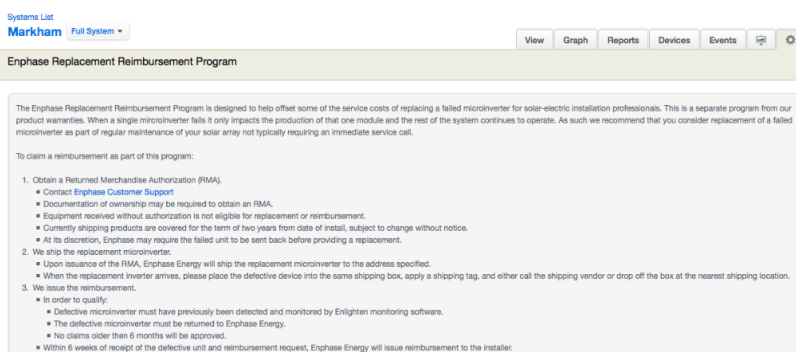 Systems List
Markham Full System
View Graph Reports Devices Events
Enphase Replacement Reimbursement Program
The Enphase Replacement Reimbursement Program is designed to help offset some of the service costs of replacing a failed microinverter for solar-electric installation professionals. This is a separate program from our
product warranties. When a single mircroinverter fails it only impacts the production of that one module and the rest of the system continues to operate. As such we recommend that you consider replacement of a failed
microinverter as part of regular maintenance of your solar array not typically requiring an immediate service call.
To claim a reimbursement as part of this program:
1. Obtain a Returned Merchandise Authorization (RMA).
▪ Contact Enphase Customer Support
▪ Documentation of ownership may be required to obtain an RMA.
▪ Equipment received without authorization is not eligible for replacement or reimbursement.
▪ Currently shipping products are covered for the term of two years from date of install, subject to change without notice.
▪ At its discretion, Enphase may require the failed unit to be sent back before providing a replacement.
2. We ship the replacement microinverter.
▪ Upon issuance of the RMA, Enphase Energy will ship the replacement microinverter to the address specified.
▪ When the replacement inverter arrives, please place the defective device into the same shipping box, apply a shipping tag, and either call the shipping vendor or drop off the box at the nearest shipping location.
3. We issue the reimbursement.
▪ In order to qualify:
▪ Defective microinverter must have previously been detected and monitored by Enlighten monitoring software.
▪ The defective microinverter must be returned to Enphase Energy.
▪ No claims older then 6 months will be approved.
▪ Within 6 weeks of receipt of the defective unit and reimbursement request, Enphase Energy will issue reimbursement to the installer.